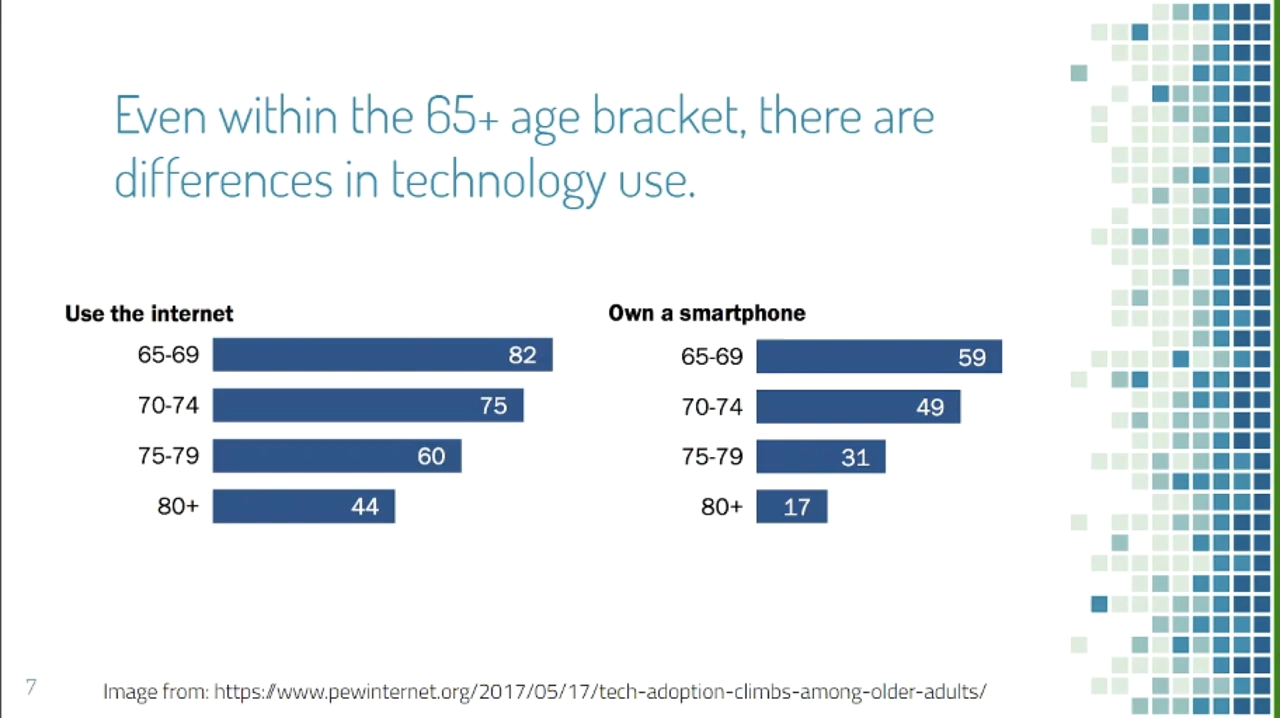 Even within the 65+ age bracket, there are
differences in technology use.
Use the internet
65-69 82
70-74 75
75-79 60
80+ 44
Own a smartphone
65-69 59
70-74 49
75-79 31
80+ 17
7
Image from: https://www.pewinternet.org/2017/05/17/tech-adoption-climbs-among-older-adults/